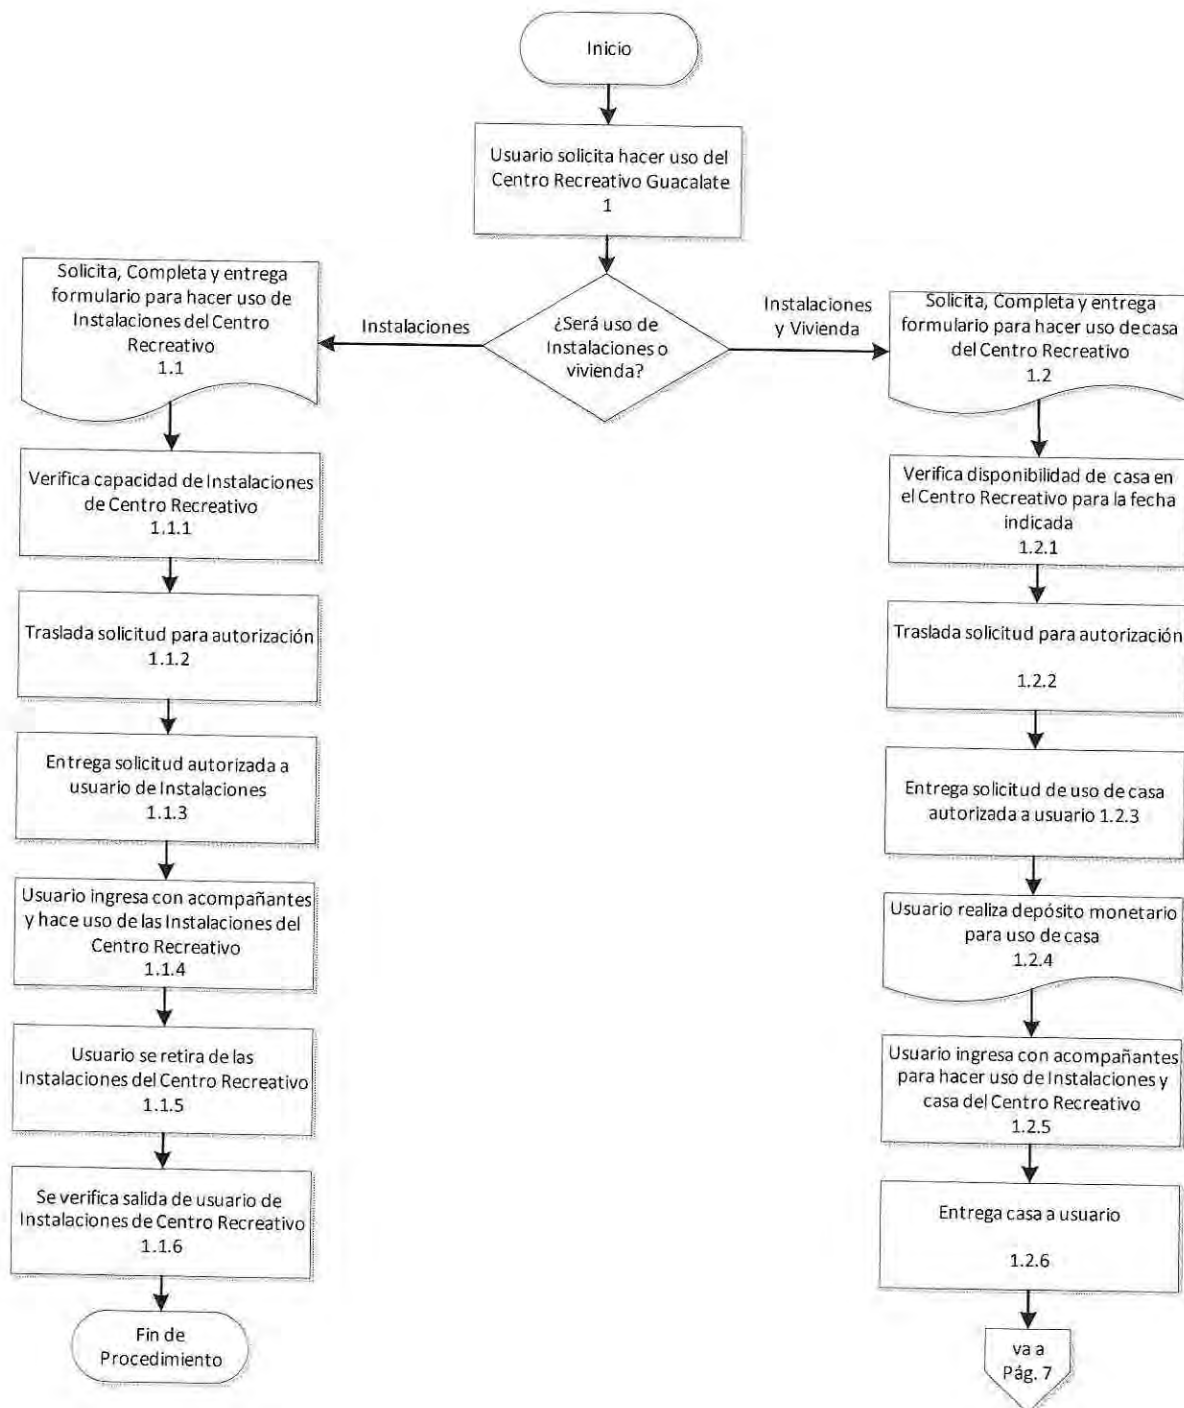 Inicio
Usuario solicita hacer uso del
Centro Recreativo Guacalate
1
¿Será uso de
Instalaciones o
vivienda?
Instalaciones
Solicita, Completa y entrega
formulario para hacer uso de
Instalaciones del Centro
Recreativo
1.1
Verifica capacidad de Instalaciones
de Centro Recreativo
1.1.1
Traslada solicitud para autorización
1.1.2
Entrega solicitud autorizada a
usuario de Instalaciones
1.1.3
Usuario ingresa con acompañantes
y hace uso de las Instalaciones del
Centro Recreativo
1.1.4
Usuario se retira de las
Instalaciones del Centro Recreativo
1.1.5
Se verifica salida de usuario de
Instalaciones de Centro Recreativo
1.1.6
Fin de
Procedimiento
Instalaciones
y Vivienda
Solicita, Completa y entrega
formulario para hacer uso de casa
del Centro Recreativo
1.2
Verifica disponibilidad de casa en
el Centro Recreativo para la fecha
indicada
1.2.1
Traslada solicitud para autorización
1.2.2
Entrega solicitud de uso de casa
autorizada a usuario 1.2.3
Usuario realiza depósito monetario
para uso de casa
1.2.4
Usuario ingresa con acompañantes
para hacer uso de Instalaciones y
casa del Centro Recreativo
1.2.5
Entrega casa a usuario
1.2.6
va a
Pág. 7